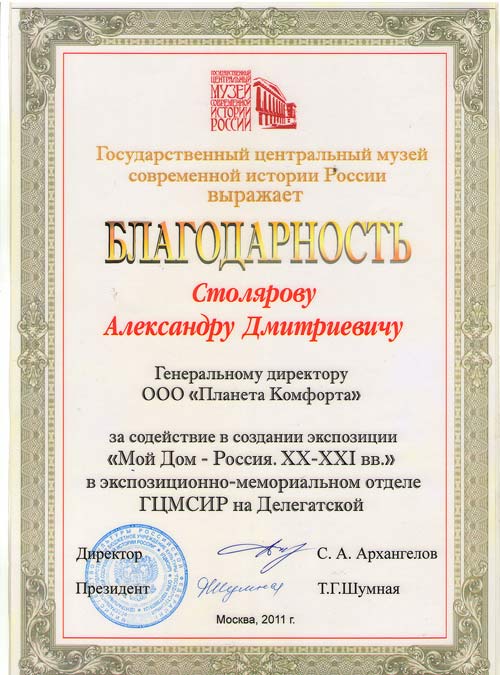 ГОСУДАРСТВЕННЫЙ
ЦЕНТРАЛЬНЫЙ
МУЗЕЙ
СОВРЕМЕННОЙ
ИСТОРИИ
РОССИИ
Государственный центральный музей
современной истории России
выражает
БЛАГОДАРНОСТЬ
Столярову
Александру Дмитриевичу
Генеральному директору
ООО «Планета Комфорта»
за содействие в создании экспозиции
«Мой Дом - Россия. XX-XXI вв.»
в экспозиционно-мемориальном отделе
ГЦМСИР на Делегатской
Директор С. А. Архангелов
Президент Т.Г.Шумная
Москва, 2011 г.